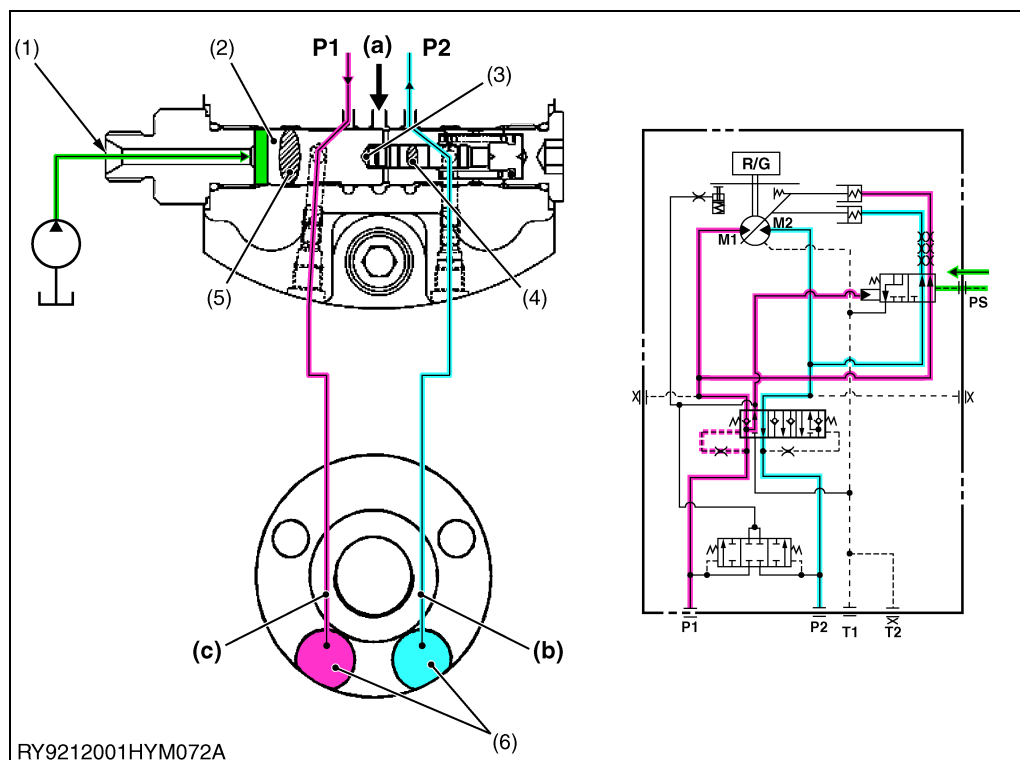 (1)
(2)
P1
(a)
P2
(3)
(5)
(4)
(c)
(b)
(6)
R/G
M1
M2
PS
P1
P2
T1
T2
RY9212001HYM072A